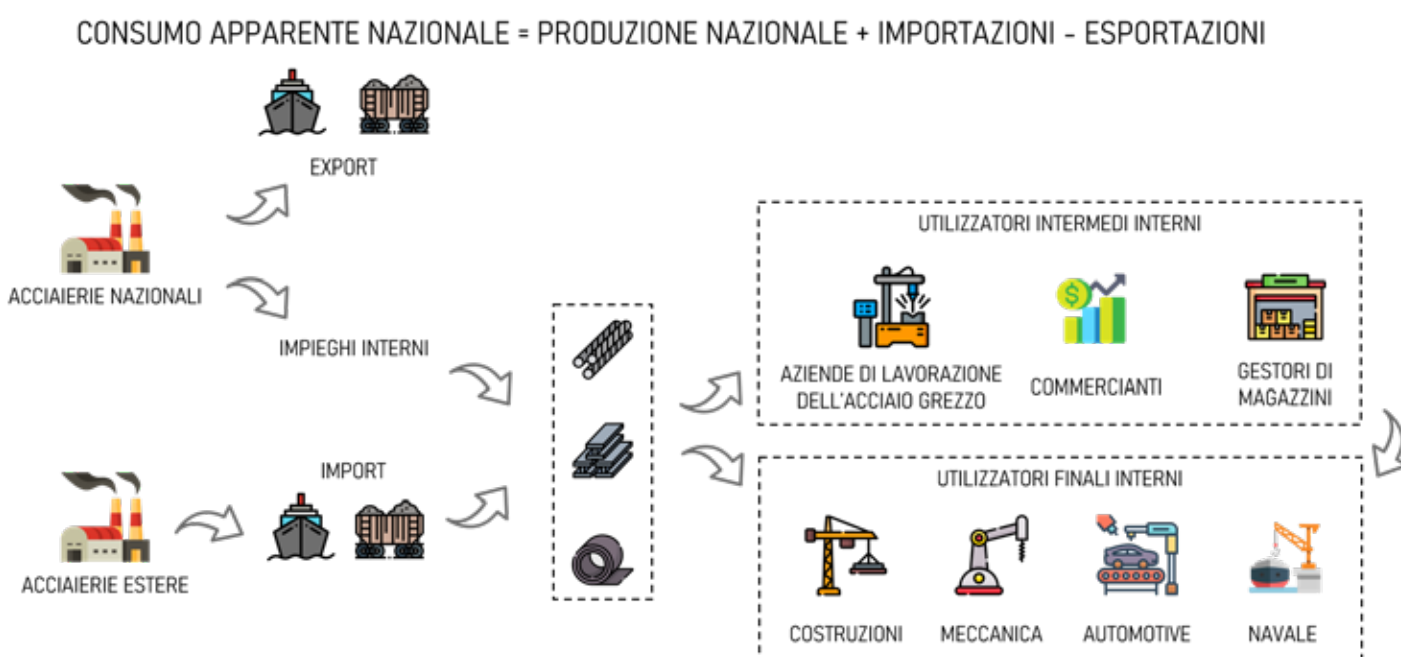 CONSUMO APPARENTE NAZIONALE = PRODUZIONE NAZIONALE + IMPORTAZIONI - ESPORTAZIONI
EXPORT
ACCIAIERIE NAZIONALI
IMPIEGHI INTERNI
IMPORT
ACCIAIERIE ESTERE
UTILIZZATORI INTERMEDI INTERNI
AZIENDE DI LAVORAZIONE
DELL'ACCIAIO GREZZO
COMMERCIANTI
GESTORI DI
MAGAZZINI
UTILIZZATORI FINALI INTERNI
COSTRUZIONI
MECCANICA
AUTOMOTIVE
NAVALE